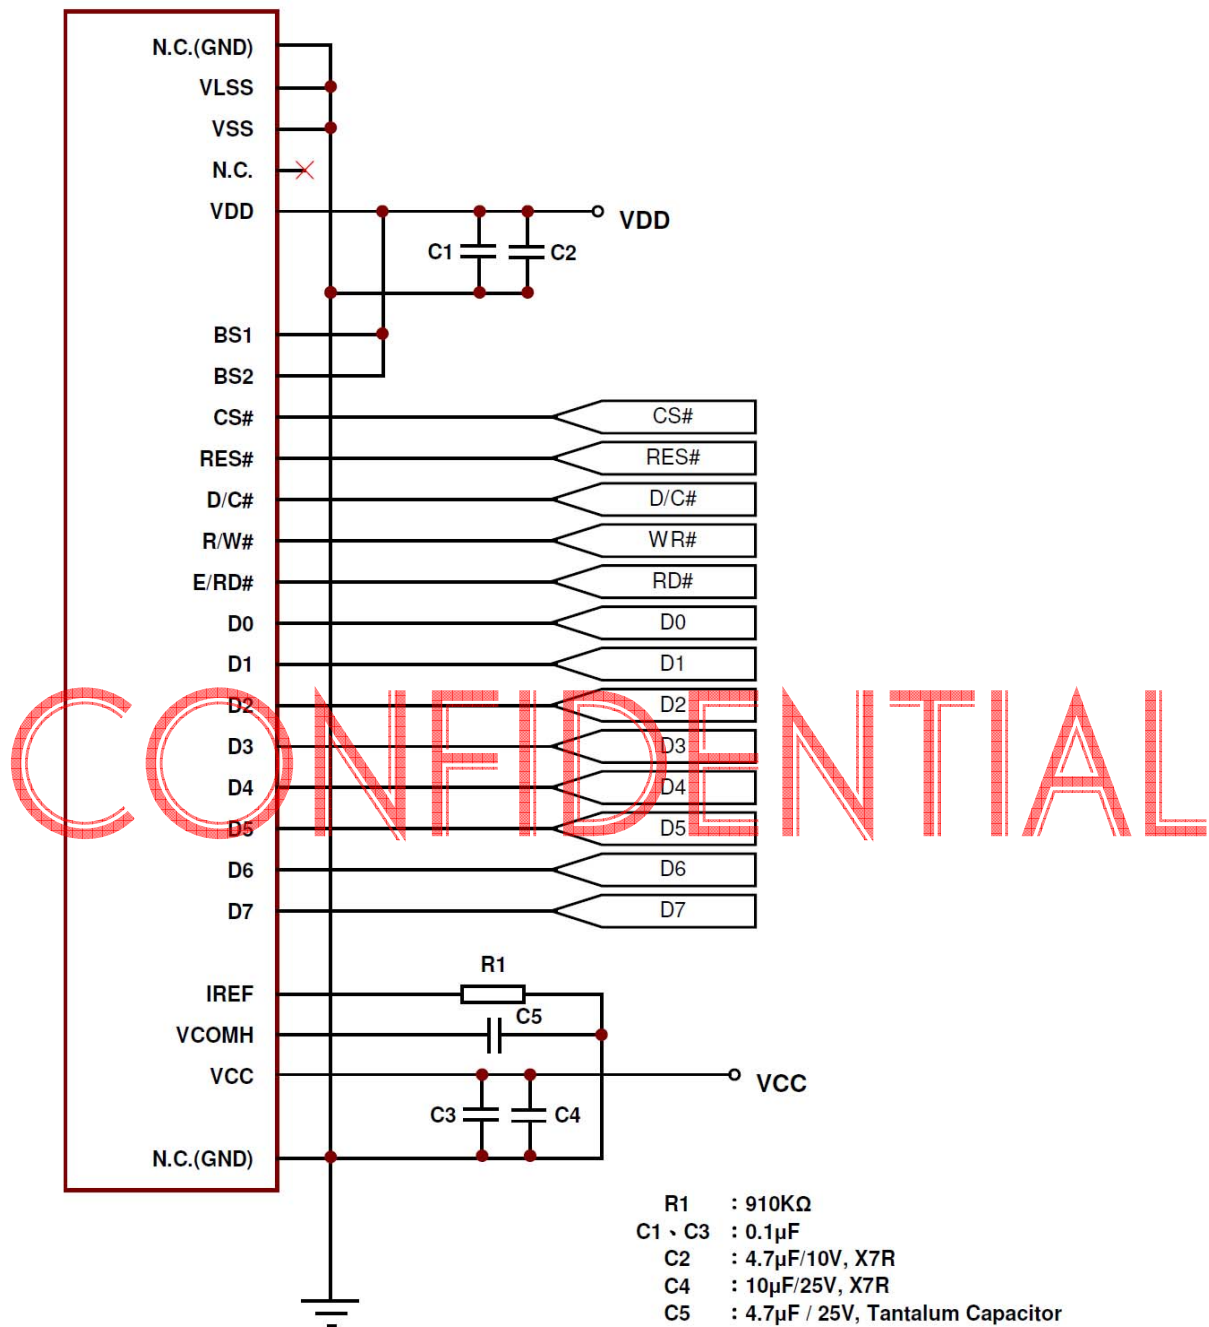 N.C.(GND)
VLSS
VSS
N.C.
VDD
VDD
C1
C2
BS1
BS2
CS#
CS#
RES#
RES#
D/C#
D/C#
R/W#
WR#
E/RD#
RD#
D0
D0
D1
D1
D2
D2
D3
D3
D4
D4
D5
D5
CONFIDENTIAL
D6
D6
D7
D7
R1
IREF
C5
VCOMH
VCC
VCC
C3
C4
N.C.(GND)
R1 : 910KΩ
C1、C3 : 0.1µF
C2 : 4.7µF/10V, X7R
C4 : 10µF/25V, X7R
C5 : 4.7µF / 25V, Tantalum Capacitor